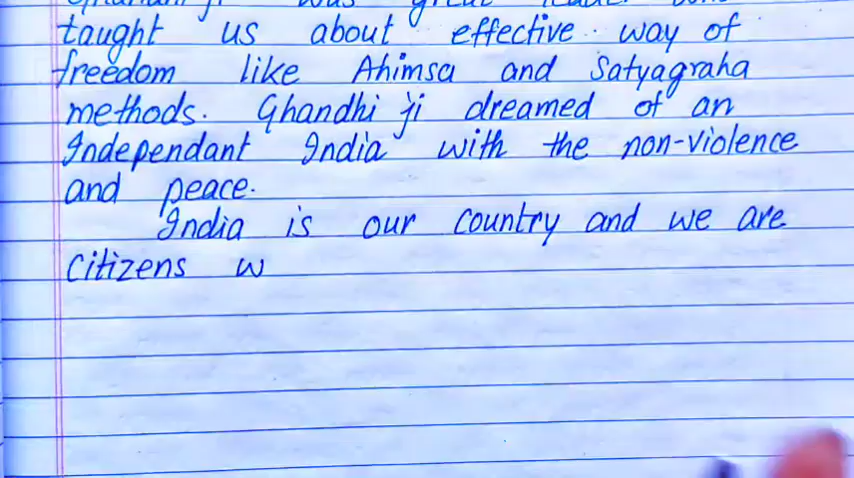 taught us about effective way of
freedom like Ahimsa and Satyagraha
methods. Ghandhi ji dreamed of an
Independant India with the non-violence
and peace.
India is our country and we are
citizens w